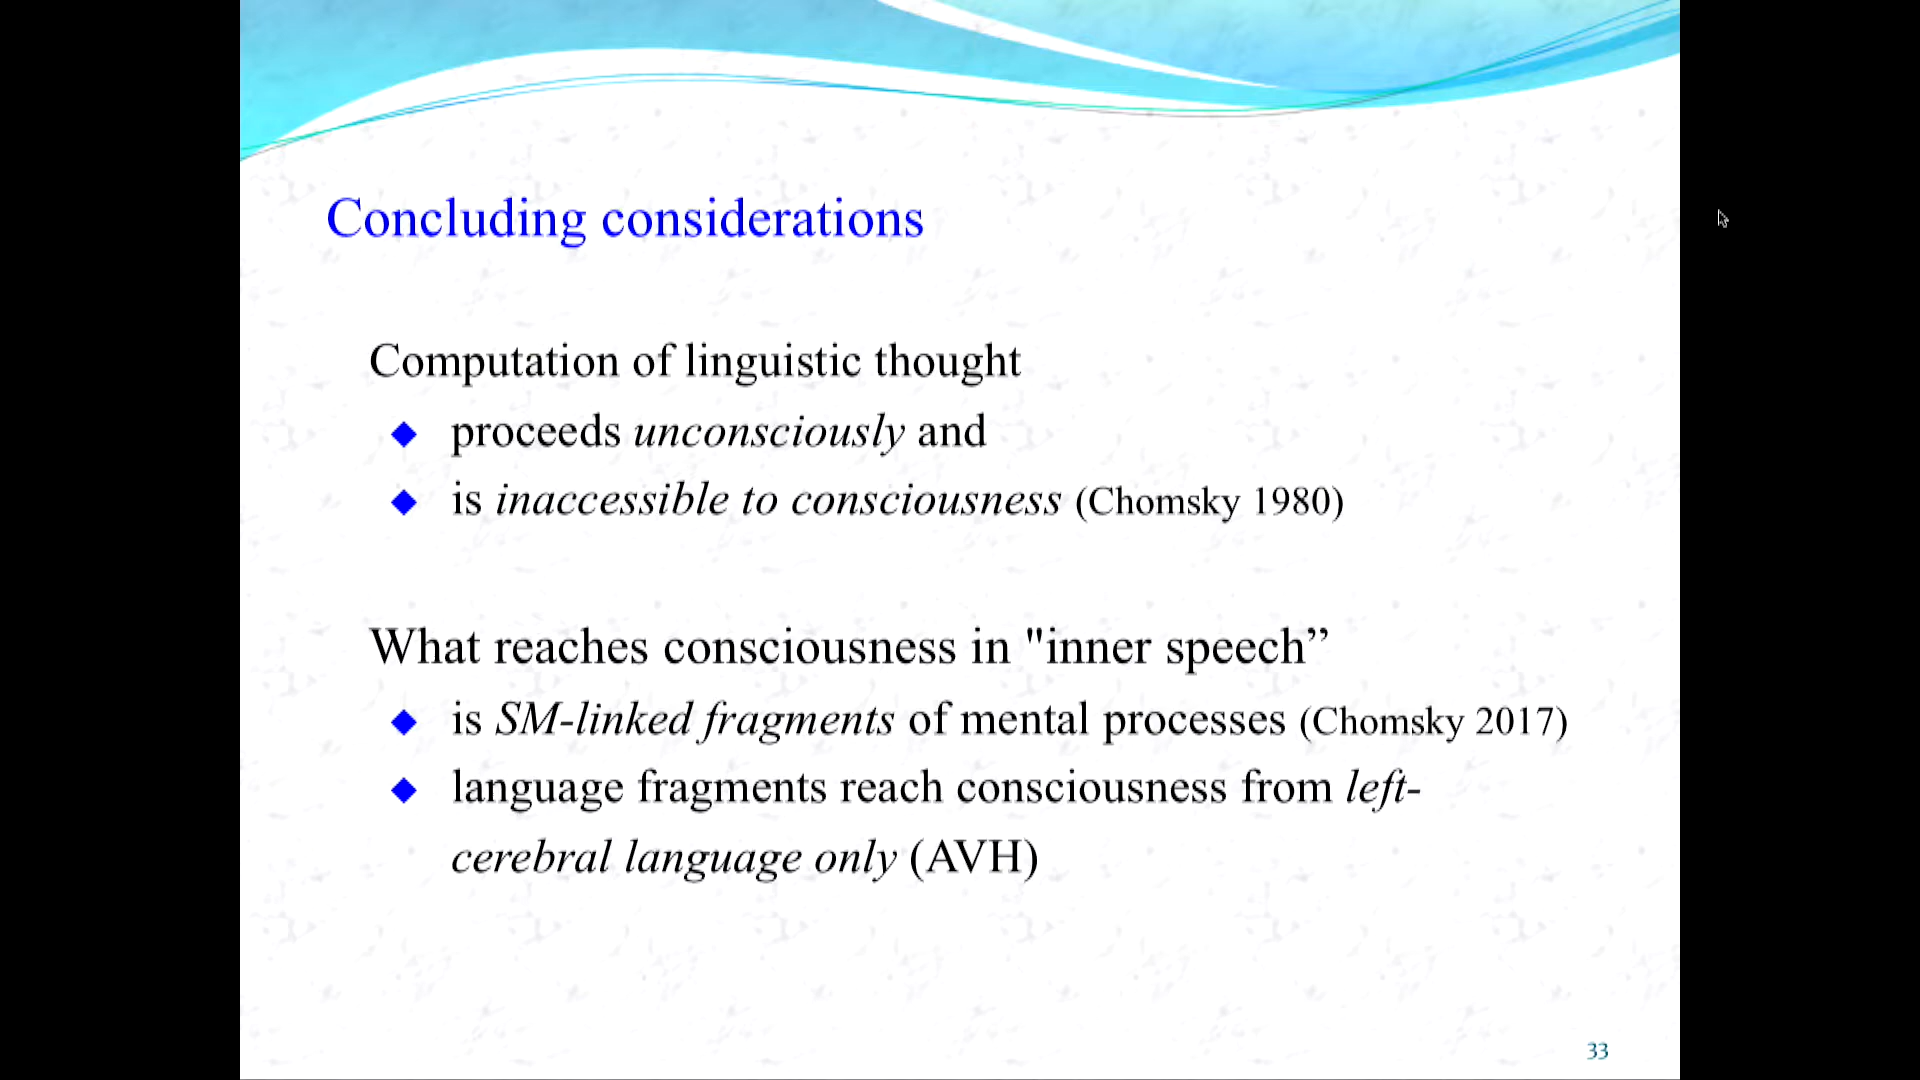 Concluding considerations
Computation of linguistic thought
◆ proceeds unconsciously and
◆ is inaccessible to consciousness (Chomsky 1980)
What reaches consciousness in "inner speech”
◆ is SM-linked fragments of mental processes (Chomsky 2017)
◆ language fragments reach consciousness from left-
cerebral language only (AVH)
33